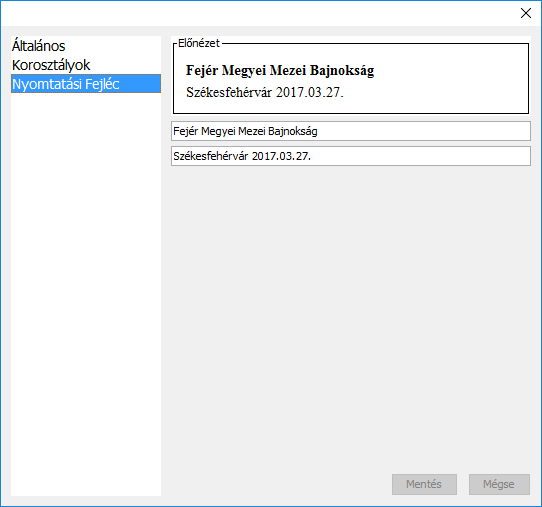 Általános
Korosztályok
Nyomtatási Fejléc
Előnézet
Fejér Megyei Mezei Bajnokság
Székesfehérvár 2017.03.27.
Fejér Megyei Mezei Bajnokság
Székesfehérvár 2017.03.27.
Mentés
Mégse